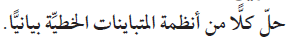 حلّ كلًّا من أنظمة المتباينات الخطيَّة بيانيًّا.